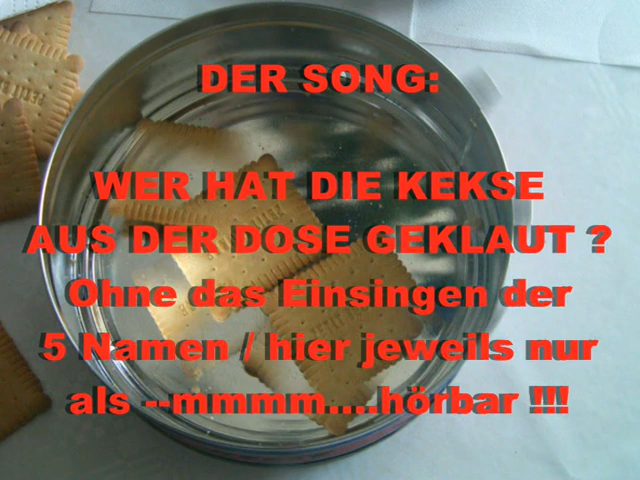 DER SONG:
WER HAT DIE KEKSE
AUS DER DOSE GEKLAUT ?
Ohne das Einsingen der
5 Namen / hier jeweils nur
als --mmmm....hörbar !!!